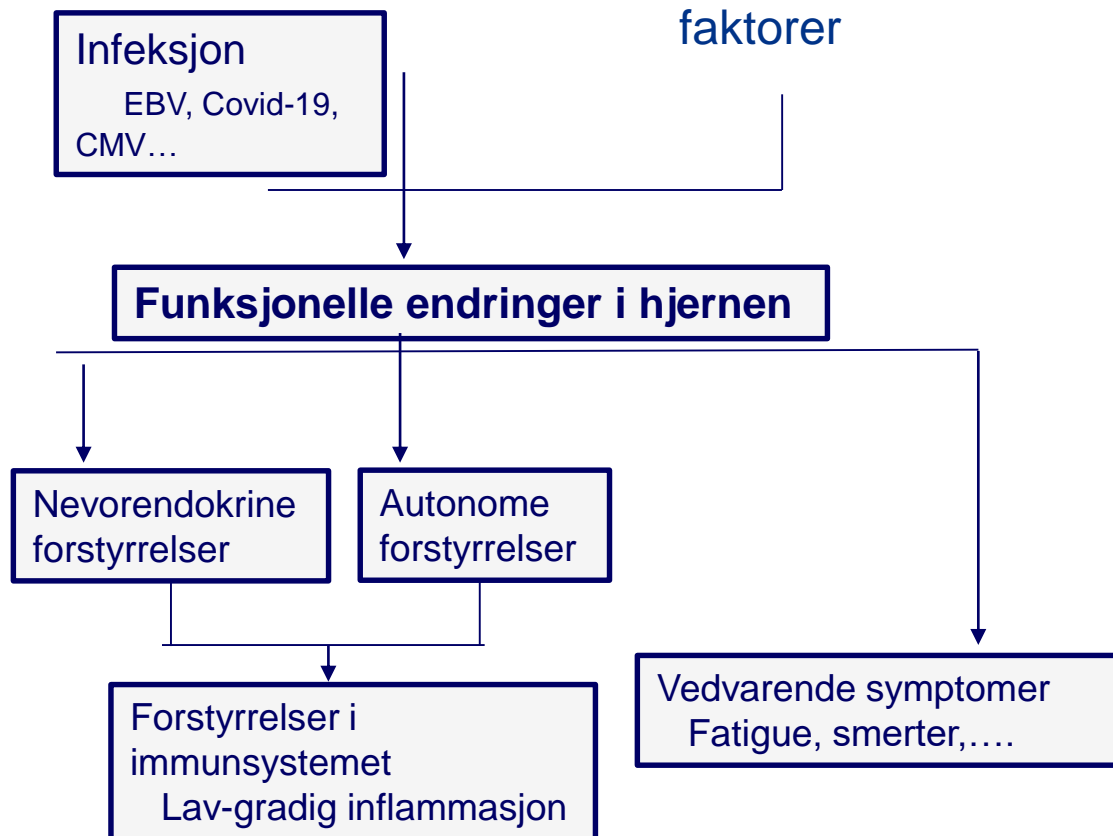 faktorer
Infeksjon
EBV, Covid-19,
CMV…
Funksjonelle endringer i hjernen
Nevorendokrine
forstyrrelser
Autonome
forstyrrelser
Forstyrrelser i
immunsystemet
Lav-gradig inflammasjon
Vedvarende symptomer
Fatigue, smerter,….